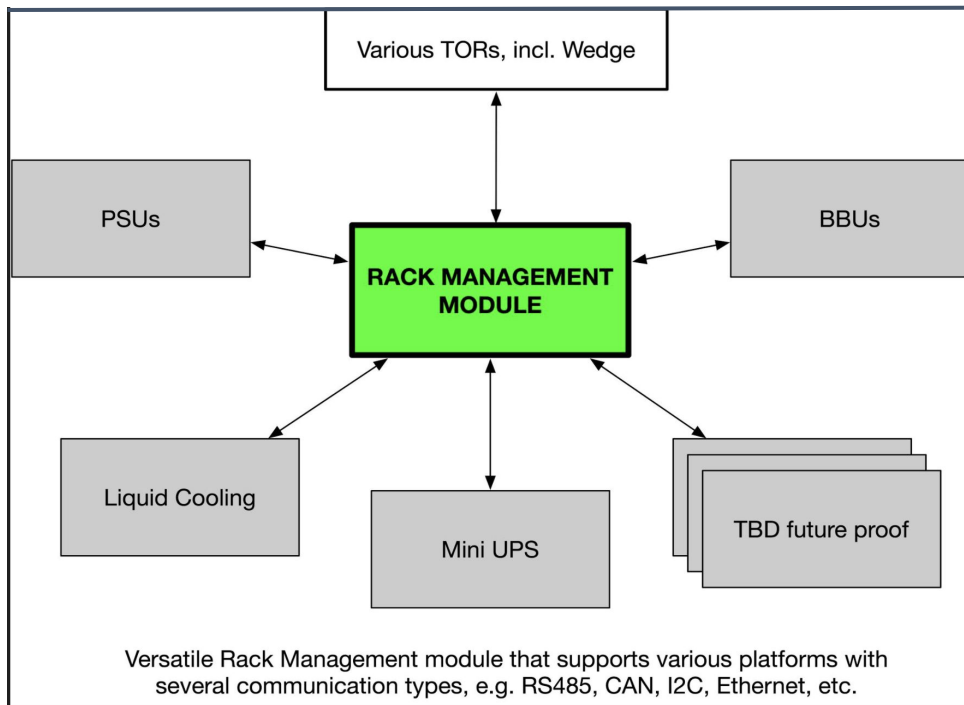 Various TORs, incl. Wedge
PSUs
BBUs
RACK MANAGEMENT
MODULE
Liquid Cooling
Mini UPS
TBD future proof
Versatile Rack Management module that supports various platforms with
several communication types, e.g. RS485, CAN, I2C, Ethernet, etc.